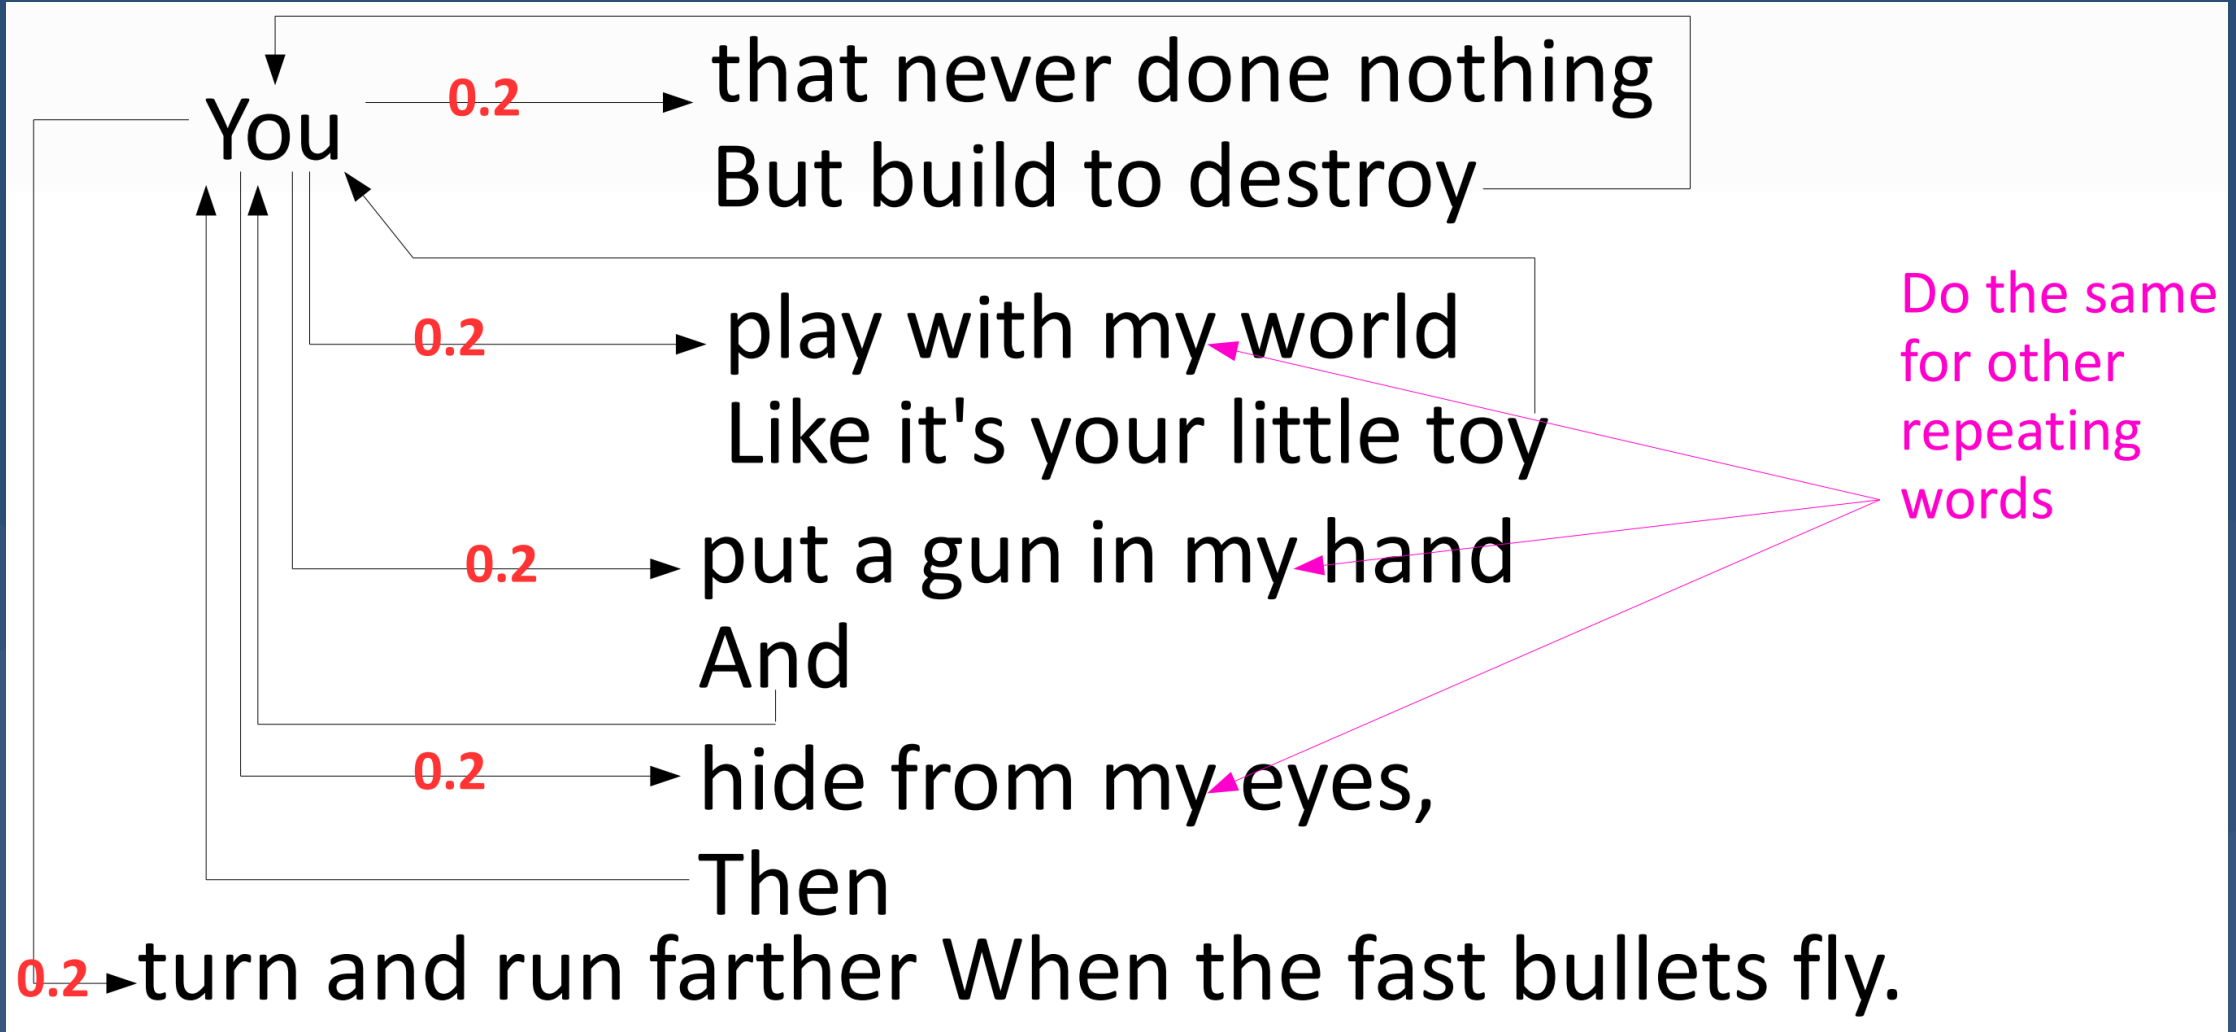 that never done nothing
0.2
You
But build to destroy
play with my world
0.2
Like it's your little toy
put a gun in my hand
0.2
And
hide from my eyes,
0.2
Then
turn and run farther When the fast bullets fly.
0.2
Do the same
for other
repeating
words